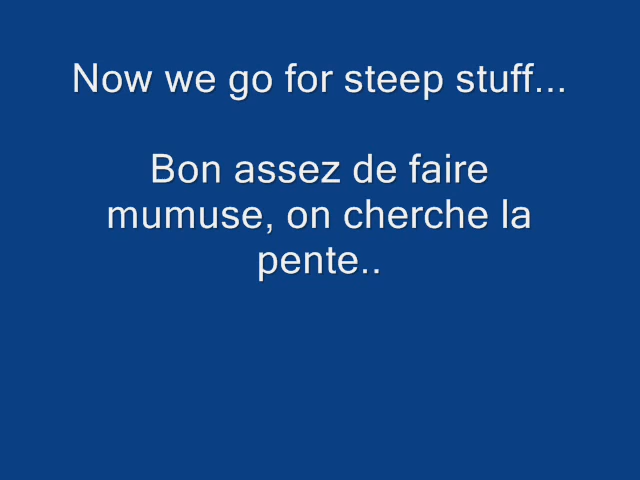 Now we go for steep stuff...
Bon assez de faire
mumuse, on cherche la
pente..